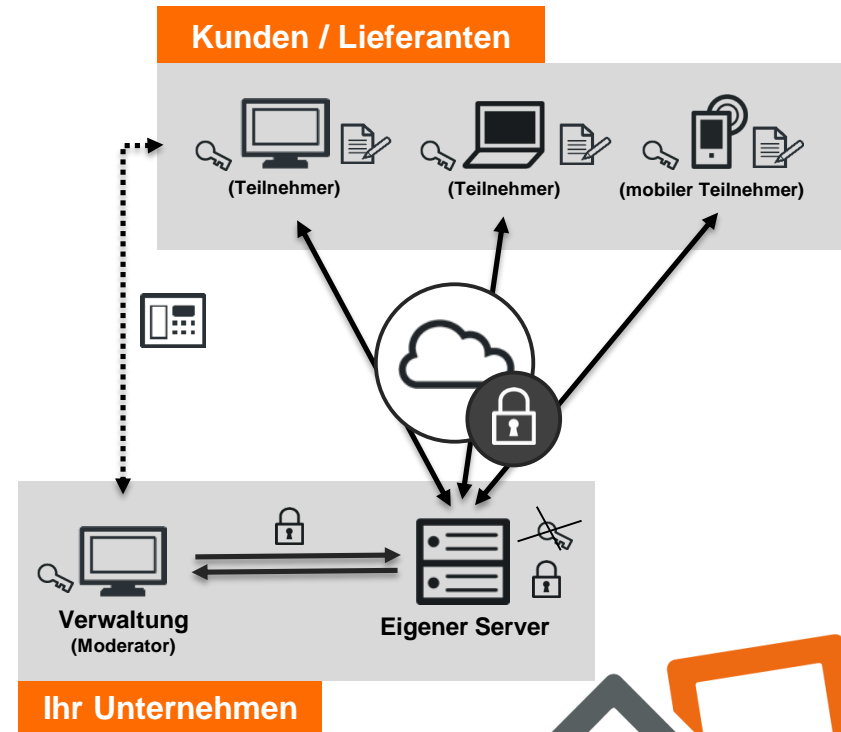 Kunden / Lieferanten
(Teilnehmer)
(Teilnehmer)
(mobiler Teilnehmer)
Verwaltung
(Moderator)
Eigener Server
Ihr Unternehmen